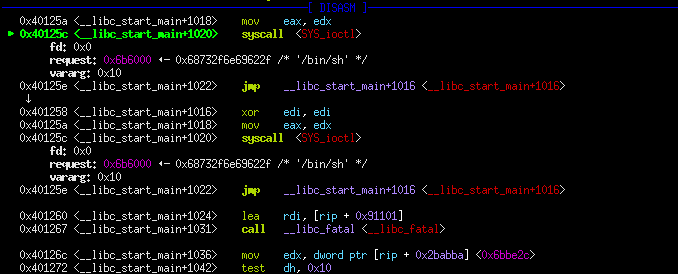 [ DISASM ]
0x40125a <__libc_start_main+1018> mov eax, edx
► 0x40125c <__libc_start_main+1020> syscall <SYS_ioctl>
fd: 0x0
request: 0x6b6000 ◂— 0x68732f6e69622f /* '/bin/sh' */
vararg: 0x10
0x40125e <__libc_start_main+1022> jmp __libc_start_main+1016 <__libc_start_main+1016>
↓
0x401258 <__libc_start_main+1016> xor edi, edi
0x40125a <__libc_start_main+1018> mov eax, edx
0x40125c <__libc_start_main+1020> syscall <SYS_ioctl>
fd: 0x0
request: 0x6b6000 ◂— 0x68732f6e69622f /* '/bin/sh' */
vararg: 0x10
0x40125e <__libc_start_main+1022> jmp __libc_start_main+1016 <__libc_start_main+1016>
0x401260 <__libc_start_main+1024> lea rdi, [rip + 0x91101]
0x401267 <__libc_start_main+1031> call __libc_fatal <__libc_fatal>
0x40126c <__libc_start_main+1036> mov edx, dword ptr [rip + 0x2babba] <0x6bbe2c>
0x401272 <__libc_start_main+1042> test dh, 0x10